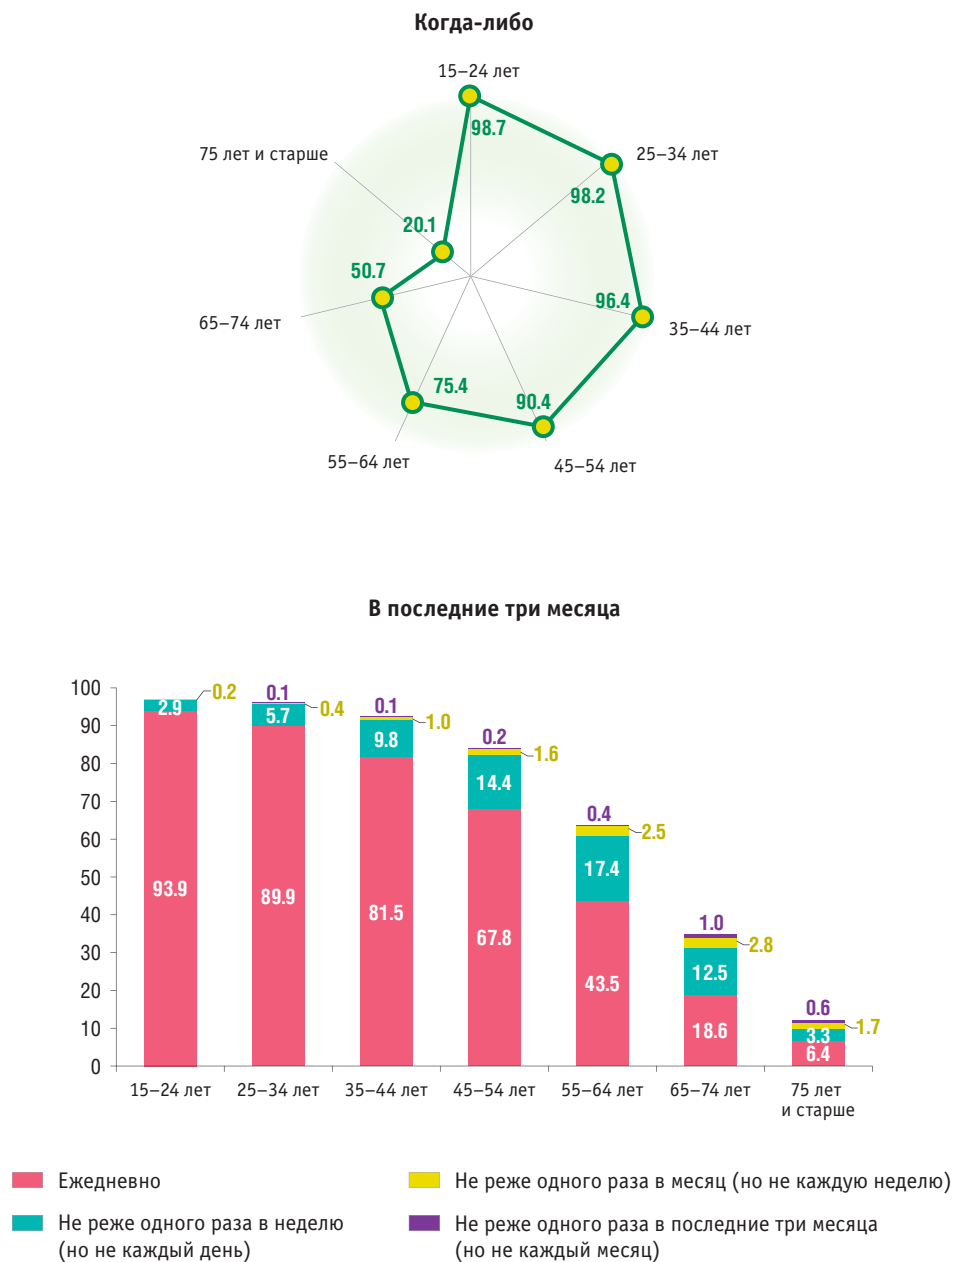 Когда-либо
15–24 лет
98.7
75 лет и старше
25–34 лет
98.2
20.1
50.7
96.4
65–74 лет
35–44 лет
75.4
90.4
55–64 лет
45–54 лет
В последние три месяца
100
90
80
70
60
50
40
30
20
10
0
0.2
2.9
93.9
0.1
0.4
5.7
89.9
0.1
1.0
9.8
81.5
0.2
1.6
14.4
67.8
0.4
2.5
17.4
43.5
1.0
2.8
12.5
18.6
0.6
1.7
3.3
6.4
15–24 лет
25–34 лет
35–44 лет
45–54 лет
55–64 лет
65–74 лет
75 лет
и старше
Ежедневно
Не реже одного раза в неделю
(но не каждый день)
Не реже одного раза в месяц (но не каждую неделю)
Не реже одного раза в последние три месяца
(но не каждый месяц)